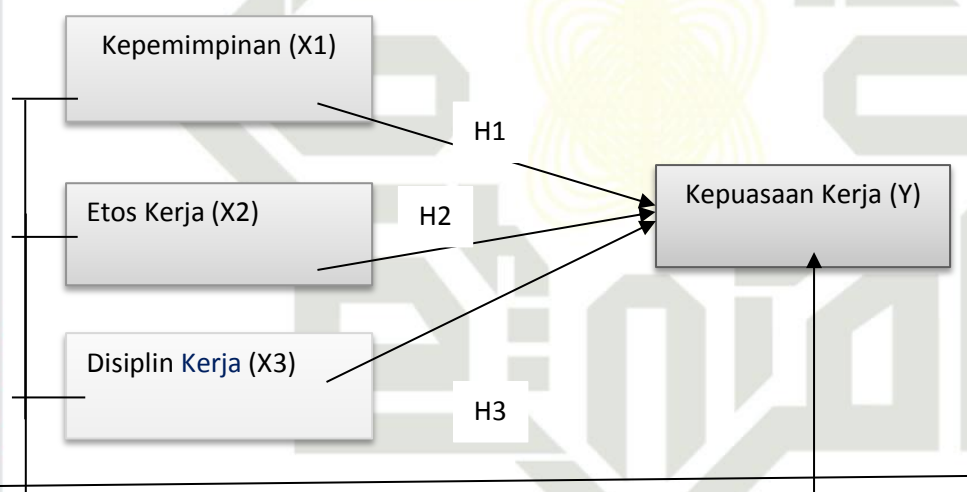 Kepemimpinan (X1)
H1
Kepuasaan Kerja (Y)
Etos Kerja (X2)
H2
Disiplin Kerja (X3)
H3